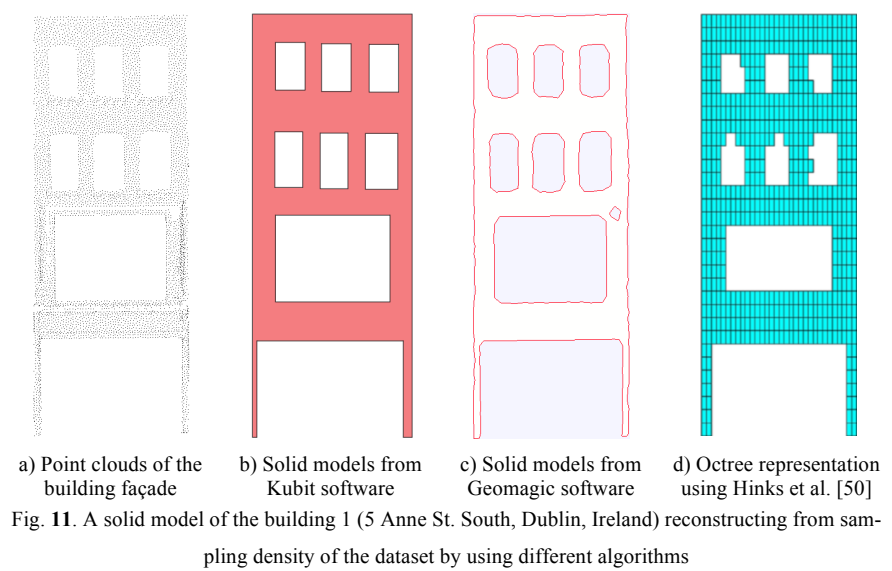 a) Point clouds of the
building façade
b) Solid models from
Kubit software
c) Solid models from
Geomagic software
d) Octree representation
using Hinks et al. [50]
Fig. 11. A solid model of the building 1 (5 Anne St. South, Dublin, Ireland) reconstructing from sam-
pling density of the dataset by using different algorithms